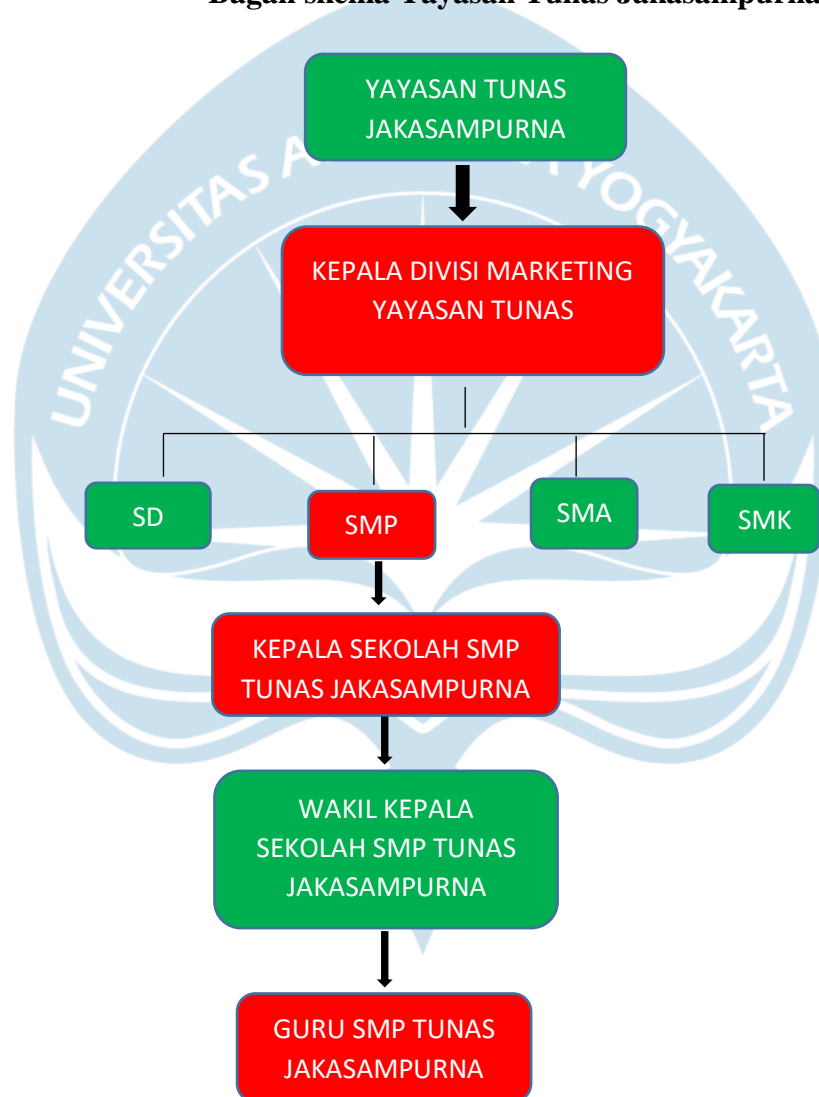 Bagan skema Yayasan Tunas Jakasampurna
YAYASAN TUNAS
JAKASAMPURNA
UNIVERSITAS A YOGYAKARTA
KEPALA DIVISI MARKETING
YAYASAN TUNAS
SD
SMP
SMA
SMK
KEPALA SEKOLAH SMP
TUNAS JAKASAMPURNA
WAKIL KEPALA
SEKOLAH SMP TUNAS
JAKASAMPURNA
GURU SMP TUNAS
JAKASAMPURNA